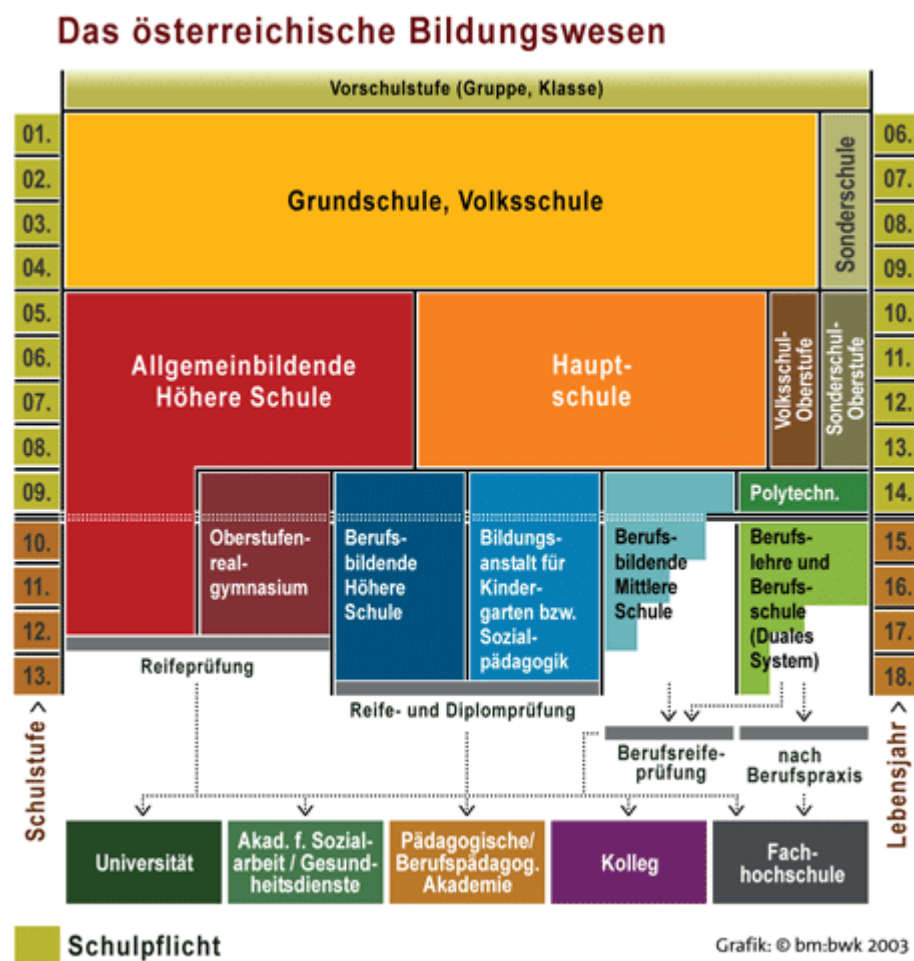 Das österreichische Bildungswesen
Vorschulstufe (Gruppe, Klasse)
01.
02.
03.
04.
05.
06.
07.
08.
09.
10.
11.
12.
13.
Schulstufe >
Grundschule, Volksschule
Sonderschule
06.
07.
08.
09.
10.
11.
12.
13.
14.
15.
16.
17.
18.
Lebensjahr >
Allgemeinbildende
Höhere Schule
Haupt-
schule
Volksschul-
Oberstufe
Sonderschul-
Oberstufe
Polytechn.
Oberstufen-
real-
gymnasium
Berufs-
bildende
Höhere
Schule
Bildungs-
anstalt für
Kinder-
garten bzw.
Sozial-
pädagogik
Berufs-
bildende
Mittlere
Schule
Berufs-
lehre und
Berufs-
schule
(Duales
System)
Reifeprüfung
Reife- und Diplomprüfung
Berufsreife-
prüfung
nach
Berufspraxis
Universität
Akad. f. Sozial-
arbeit / Gesund-
heitsdienste
Pädagogische/
Berufspädagog.
Akademie
Kolleg
Fach-
hochschule
Schulpflicht
Grafik: © bm:bwk 2003